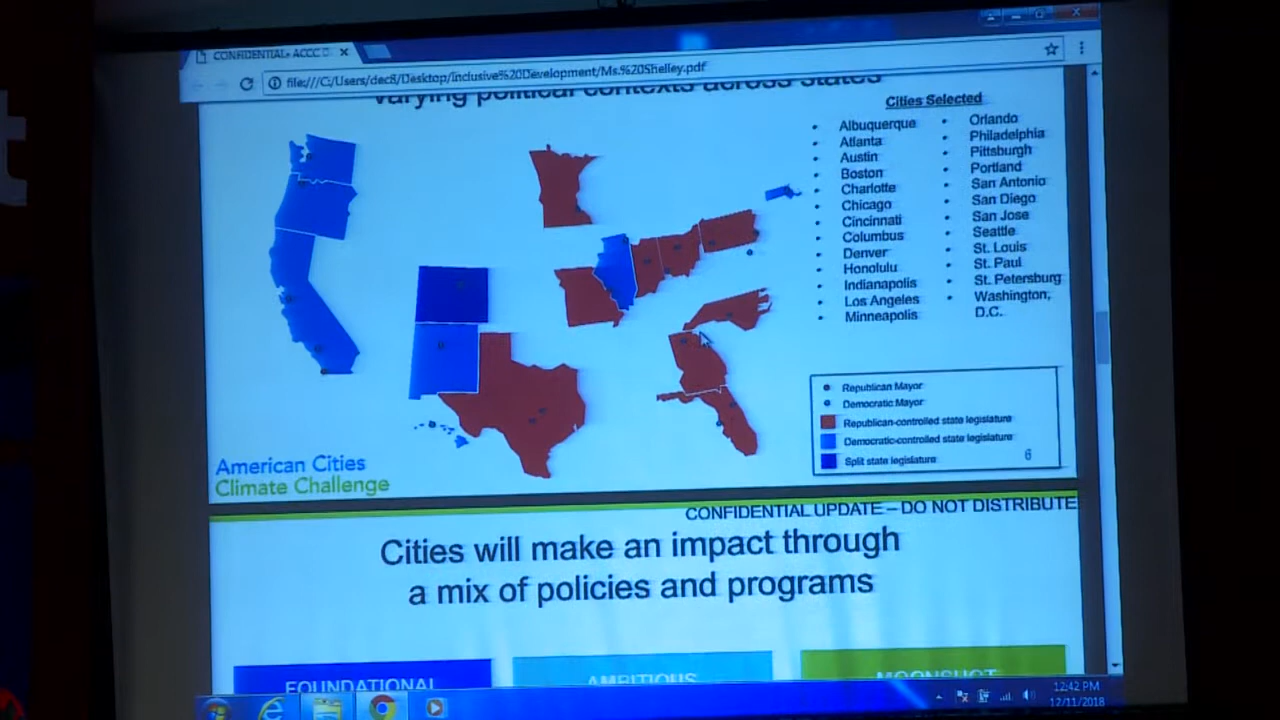 CONFIDENTIAL- ACCC
file:///C:/Users/dec8/Desktop/Inclusive%20Development/Ms.%20Shelley.pdf
varying political contexts across states
Cities Selected
Albuquerque
Atlanta
Austin
Boston
Charlotte
Chicago
Cincinnati
Columbus
Denver
Honolulu
Indianapolis
Los Angeles
Minneapolis
Orlando
Philadelphia
Pittsburgh
Portland
San Antonio
San Diego
San Jose
Seattle
St. Louis
St. Paul
St. Petersburg
Washington,
D.C.
Republican Mayor
Democratic Mayor
Republican-controlled state legislature
Democratic-controlled state legislature
Split state legislature
6
American Cities
Climate Challenge
CONFIDENTIAL UPDATE – DO NOT DISTRIBUTE
Cities will make an impact through
a mix of policies and programs
FOUNDATIONAL
AMBITIOUS
MOONSHOT
12:42 PM
12/11/2018
t